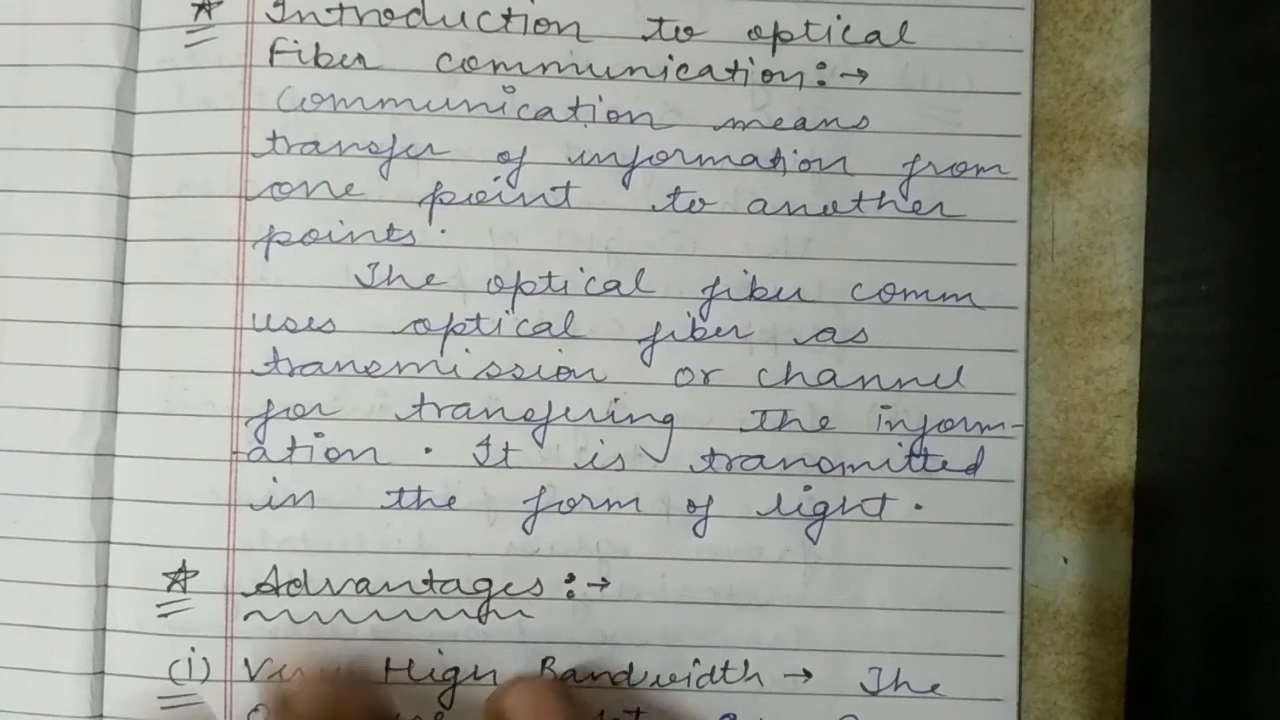 ☆ Introduction to optical
Fiber communication:→
Communication means
transfer of information from
one point to another
points.
The optical fiber comm
uses optical fiber as
transmission or channel
for transfering The inform-
ation. It is transmitted
in the form of light.
☆ Advantages:→
(i) High Bandwidth → The